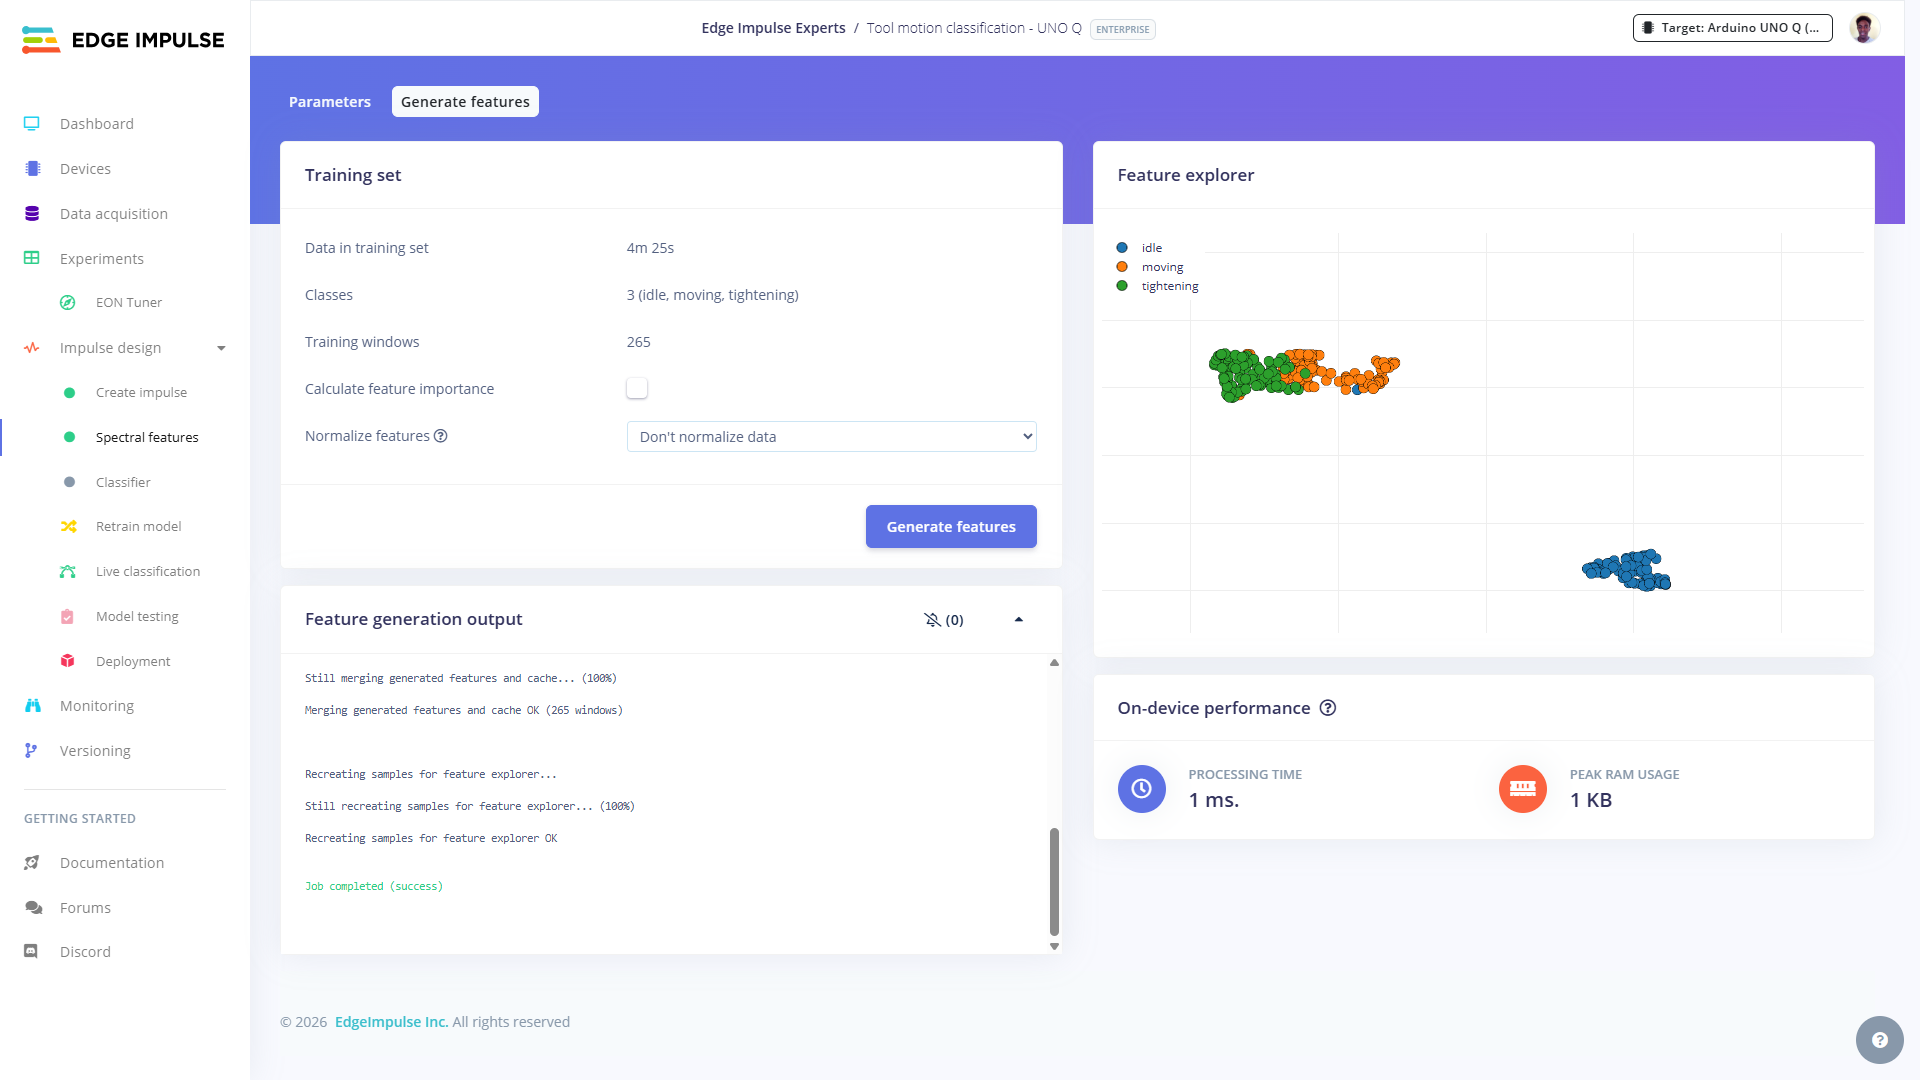 EDGE IMPULSE
Edge Impulse Experts / Tool motion classification - UNO Q ENTERPRISE
Target: Arduino UNO Q (...
Dashboard
Devices
Data acquisition
Experiments
EON Tuner
Impulse design
Create impulse
Spectral features
Classifier
Retrain model
Live classification
Model testing
Deployment
Monitoring
Versioning
GETTING STARTED
Documentation
Forums
Discord
Parameters
Generate features
Training set
Data in training set 4m 25s
Classes 3 (idle, moving, tightening)
Training windows 265
Calculate feature importance
Normalize features ? Don't normalize data
Generate features
Feature generation output (0)
Still merging generated features and cache... (100%)
Merging generated features and cache OK (265 windows)
Recreating samples for feature explorer...
Still recreating samples for feature explorer... (100%)
Recreating samples for feature explorer OK
Job completed (success)
Feature explorer
idle
moving
tightening
On-device performance ?
PROCESSING TIME
1 ms.
PEAK RAM USAGE
1 KB
© 2026 EdgeImpulse Inc. All rights reserved
?